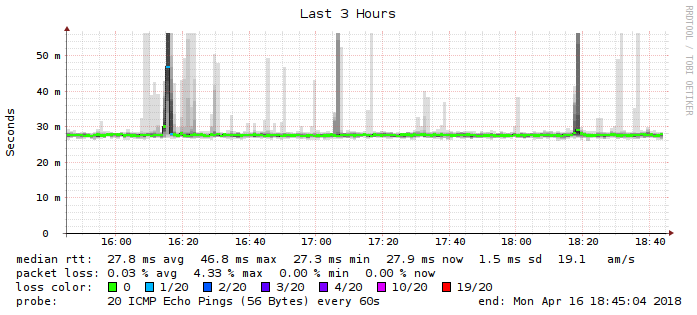 Last 3 Hours
RRDTOOL / TOBI OETIKER
Seconds
50 m
40 m
30 m
20 m
10 m
0
16:00 16:20 16:40 17:00 17:20 17:40 18:00 18:20 18:40
median rtt: 27.8 ms avg 46.8 ms max 27.3 ms min 27.9 ms now 1.5 ms sd 19.1 am/s
packet loss: 0.03 % avg 4.33 % max 0.00 % min 0.00 % now
loss color: 0 1/20 2/20 3/20 4/20 10/20 19/20
probe: 20 ICMP Echo Pings (56 Bytes) every 60s end: Mon Apr 16 18:45:04 2018